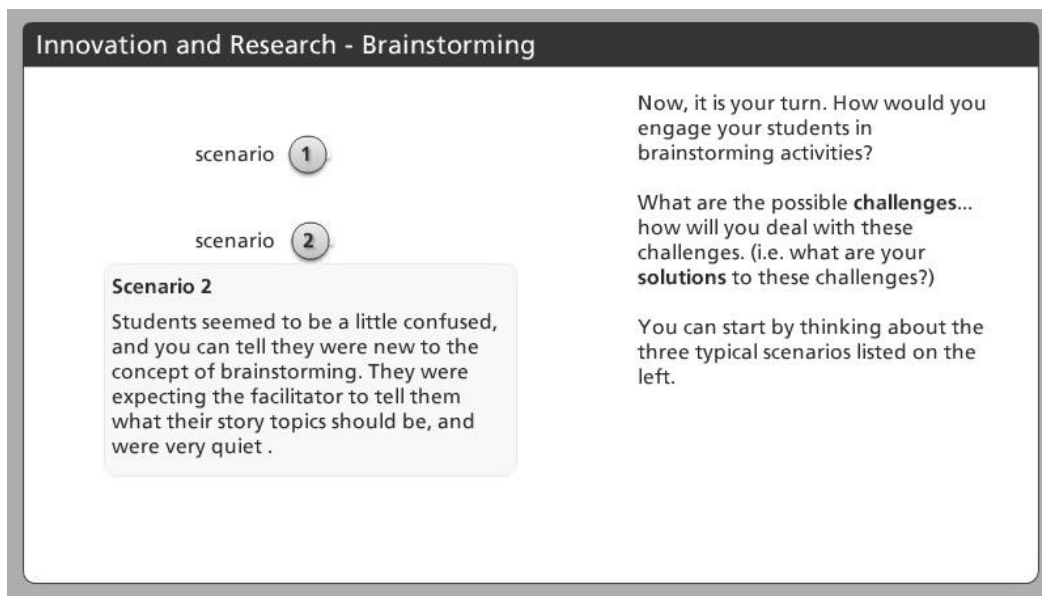 Innovation and Research - Brainstorming
scenario 1
scenario 2
Scenario 2
Students seemed to be a little confused,
and you can tell they were new to the
concept of brainstorming. They were
expecting the facilitator to tell them
what their story topics should be, and
were very quiet .
Now, it is your turn. How would you
engage your students in
brainstorming activities?
What are the possible challenges...
how will you deal with these
challenges. (i.e. what are your
solutions to these challenges?)
You can start by thinking about the
three typical scenarios listed on the
left.